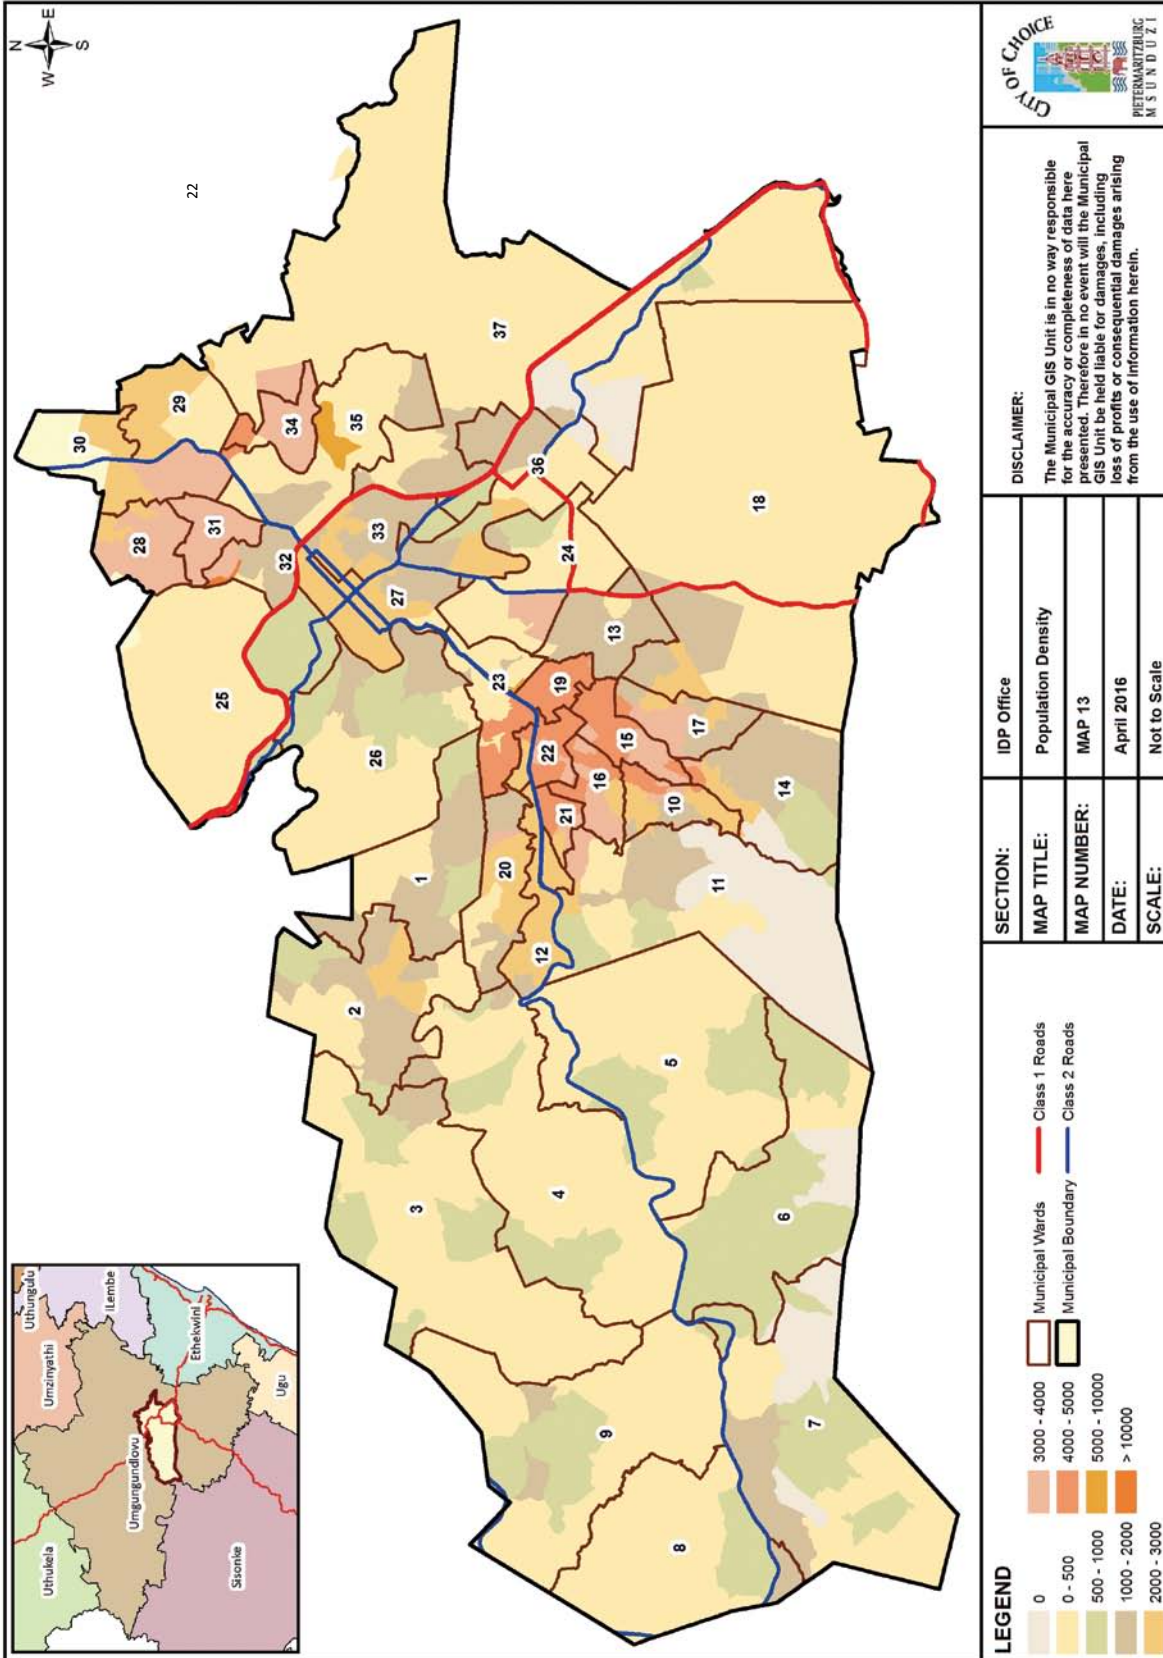 N
W
E
S
22
30
29
28
31
34
35
37
32
33
25
27
36
24
18
26
23
13
19
22
15
17
16
21
10
14
20
1
12
11
2
5
3
4
6
9
7
8
Uthungulu
Umzinyathi
iLembe
Uthukela
Umgungundlovu
Ethekwini
Ugu
Sisonke
LEGEND
0
0 - 500
500 - 1000
1000 - 2000
2000 - 3000
3000 - 4000
4000 - 5000
5000 - 10000
> 10000
Municipal Wards
Municipal Boundary
Class 1 Roads
Class 2 Roads
SECTION: IDP Office
MAP TITLE: Population Density
MAP NUMBER: MAP 13
DATE: April 2016
SCALE: Not to Scale
DISCLAIMER:
The Municipal GIS Unit is in no way responsible
for the accuracy or completeness of data here
presented. Therefore in no event will the Municipal
GIS Unit be held liable for damages, including
loss of profits or consequential damages arising
from the use of information herein.
CITY OF CHOICE
PIETERMARITZBURG
MSUNDUZI